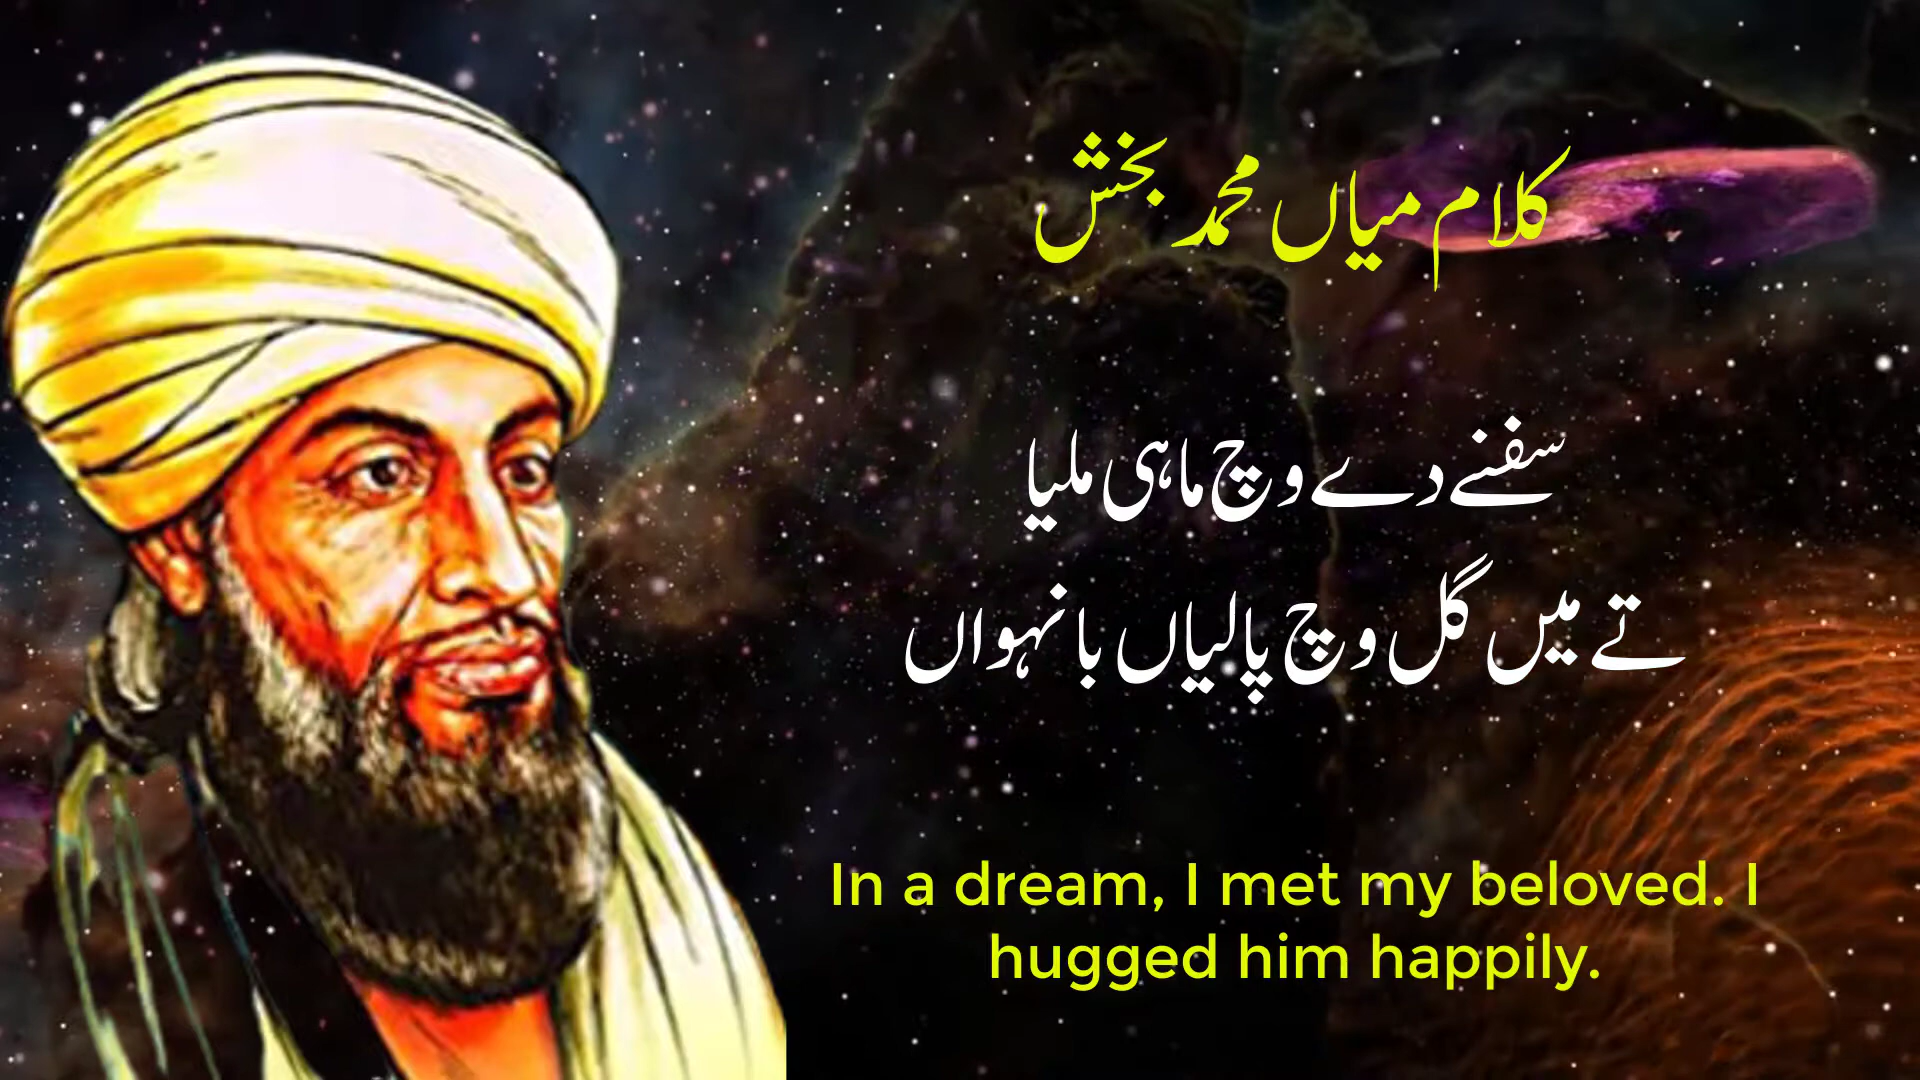 کلام میاں محمد بخش
سفنے دے وچ ماہی ملیا
تے میں گل وچ پالیاں بانہواں
In a dream, I met my beloved. I
hugged him happily.